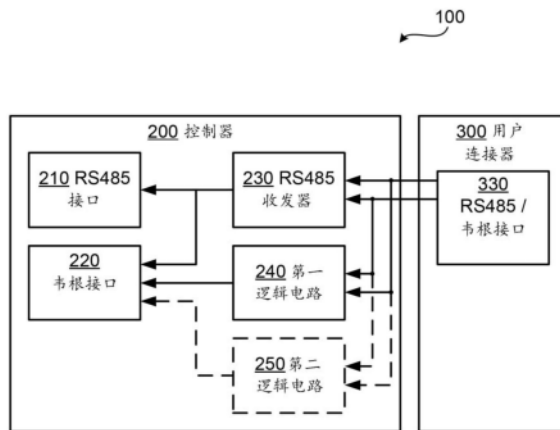 100
200 控制器
300 用户
连接器
210 RS485
接口
230 RS485
收发器
330
RS485 /
韦根接口
220
韦根接口
240 第一
逻辑电路
250 第二
逻辑电路